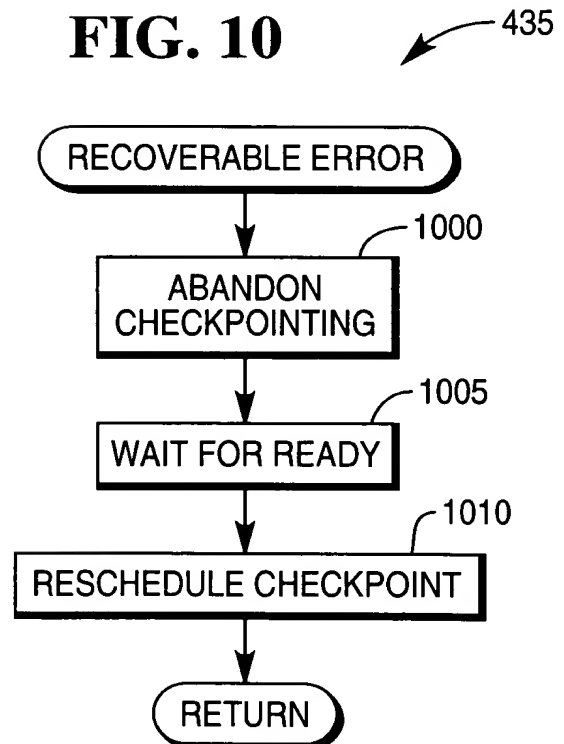 FIG. 10
435
RECOVERABLE ERROR
1000
ABANDON
CHECKPOINTING
1005
WAIT FOR READY
1010
RESCHEDULE CHECKPOINT
RETURN